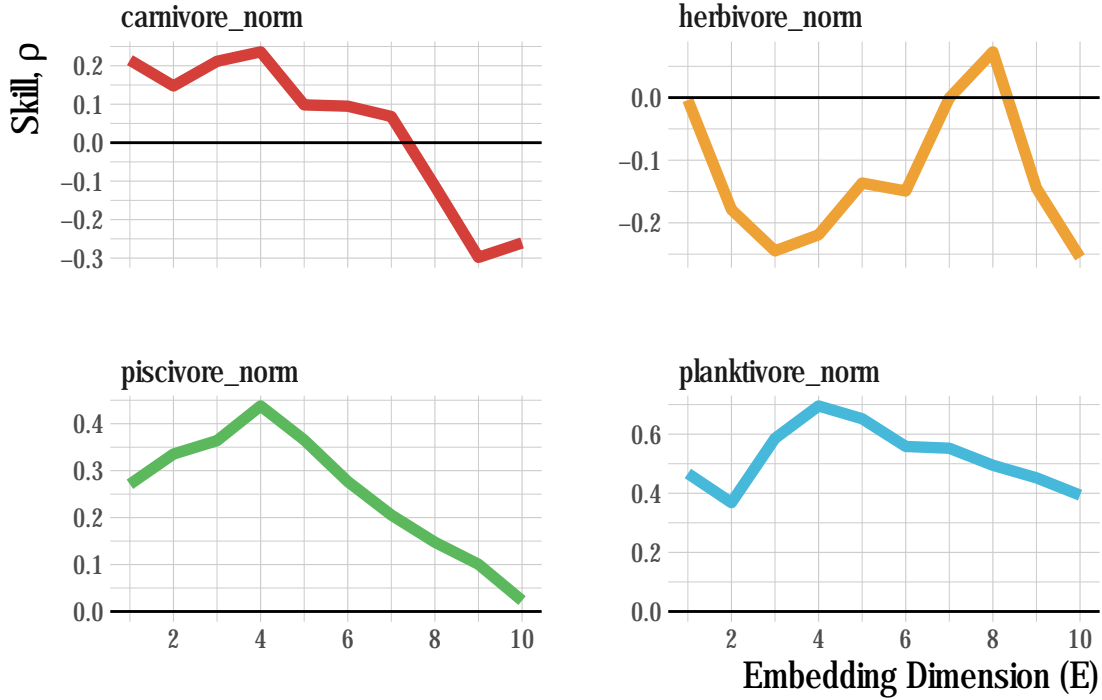 carnivore_norm
herbivore_norm
Skill, ρ
0.2
0.1
0.0
−0.1
−0.2
−0.3
0.0
−0.1
−0.2
piscivore_norm
planktivore_norm
0.4
0.3
0.2
0.1
0.0
0.6
0.4
0.2
0.0
2 4 6 8 10
2 4 6 8 10
Embedding Dimension (E)